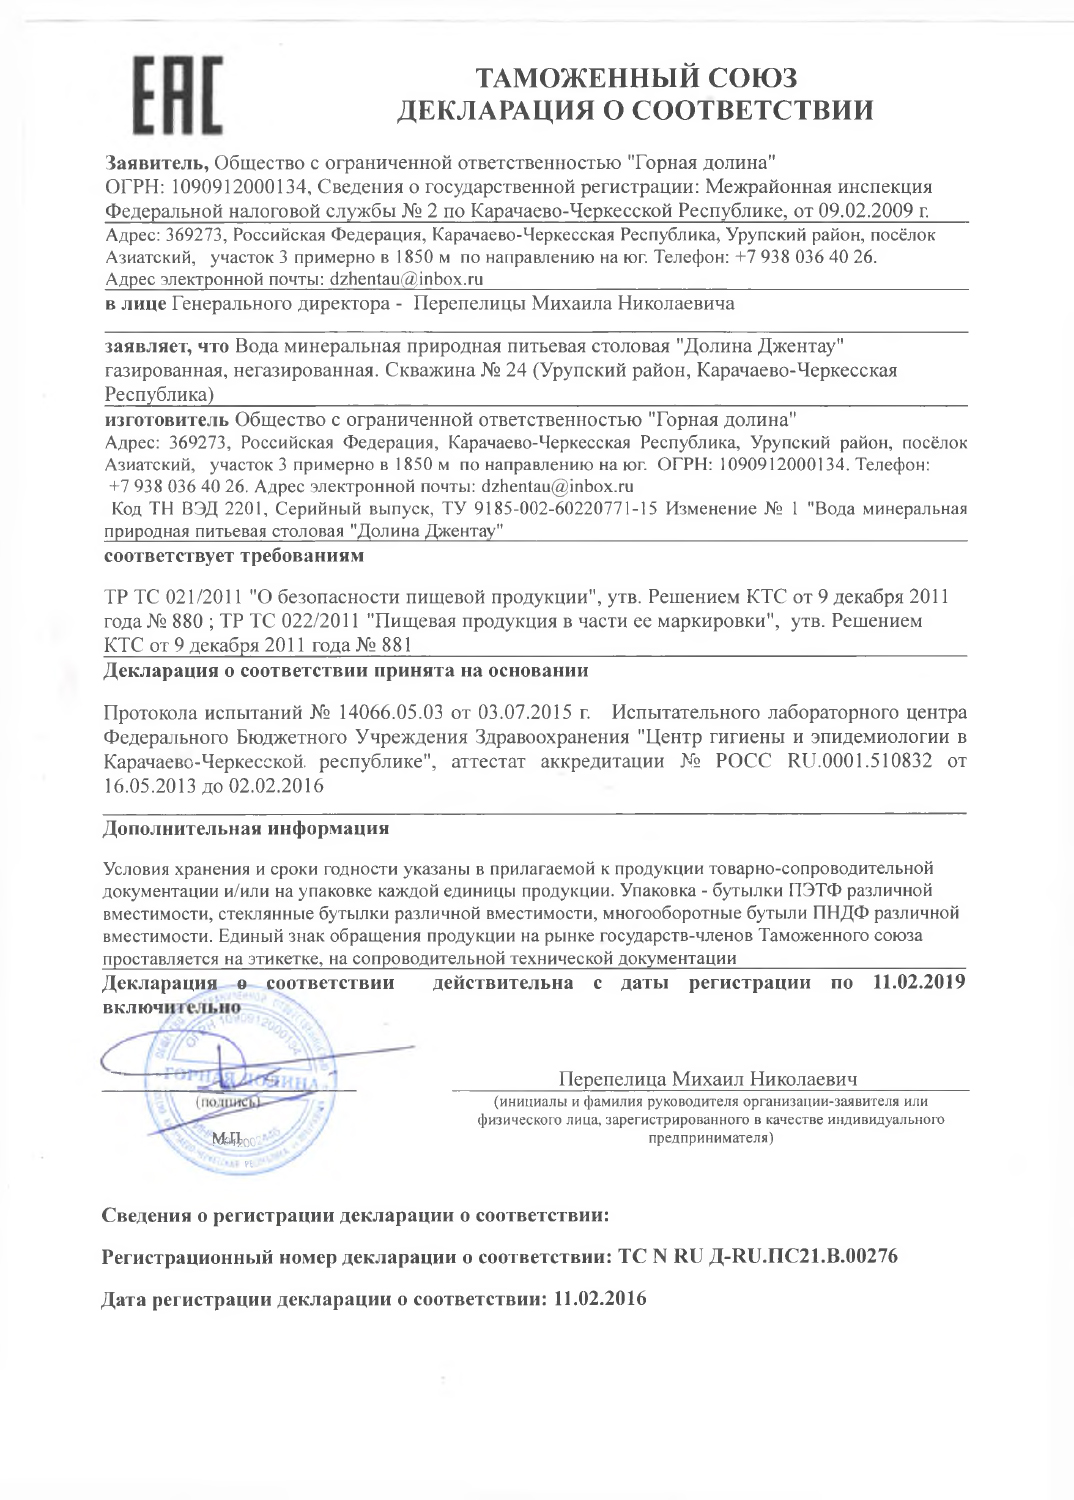 EAC
ТАМОЖЕННЫЙ СОЮЗ
ДЕКЛАРАЦИЯ О СООТВЕТСТВИИ
Заявитель, Общество с ограниченной ответственностью "Горная долина"
ОГРН: 1090912000134, Сведения о государственной регистрации: Межрайонная инспекция
Федеральной налоговой службы № 2 по Карачаево-Черкесской Республике, от 09.02.2009 г.
Адрес: 369273, Российская Федерация, Карачаево-Черкесская Республика, Урупский район, посёлок
Азиатский, участок 3 примерно в 1850 м по направлению на юг. Телефон: +7 938 036 40 26.
Адрес электронной почты: dzhentau@inbox.ru
в лице Генерального директора - Перепелицы Михаила Николаевича
заявляет, что Вода минеральная природная питьевая столовая "Долина Джентау"
газированная, негазированная. Скважина № 24 (Урупский район, Карачаево-Черкесская
Республика)
изготовитель Общество с ограниченной ответственностью "Горная долина"
Адрес: 369273, Российская Федерация, Карачаево-Черкесская Республика, Урупский район, посёлок
Азиатский, участок 3 примерно в 1850 м по направлению на юг. ОГРН: 1090912000134. Телефон:
+7 938 036 40 26. Адрес электронной почты: dzhentau@inbox.ru
Код ТН ВЭД 2201, Серийный выпуск, ТУ 9185-002-60220771-15 Изменение № 1 "Вода минеральная
природная питьевая столовая "Долина Джентау"
соответствует требованиям
ТР ТС 021/2011 "О безопасности пищевой продукции", утв. Решением КТС от 9 декабря 2011
года № 880 ; ТР ТС 022/2011 "Пищевая продукция в части ее маркировки", утв. Решением
КТС от 9 декабря 2011 года № 881
Декларация о соответствии принята на основании
Протокола испытаний № 14066.05.03 от 03.07.2015 г. Испытательного лабораторного центра
Федерального Бюджетного Учреждения Здравоохранения "Центр гигиены и эпидемиологии в
Карачаево-Черкесской республике", аттестат аккредитации № РОСС RU.0001.510832 от
16.05.2013 до 02.02.2016
Дополнительная информация
Условия хранения и сроки годности указаны в прилагаемой к продукции товарно-сопроводительной
документации и/или на упаковке каждой единицы продукции. Упаковка - бутылки ПЭТФ различной
вместимости, стеклянные бутылки различной вместимости, многооборотные бутыли ПНДФ различной
вместимости. Единый знак обращения продукции на рынке государств-членов Таможенного союза
проставляется на этикетке, на сопроводительной технической документации
Декларация о соответствии действительна с даты регистрации по 11.02.2019
включительно
ОГРН 1090912000134
ГОРНАЯ ДОЛИНА
(подпись)
М.П.
Перепелица Михаил Николаевич
(инициалы и фамилия руководителя организации-заявителя или
физического лица, зарегистрированного в качестве индивидуального
предпринимателя)
Сведения о регистрации декларации о соответствии:
Регистрационный номер декларации о соответствии: ТС N RU Д-RU.ПС21.В.00276
Дата регистрации декларации о соответствии: 11.02.2016